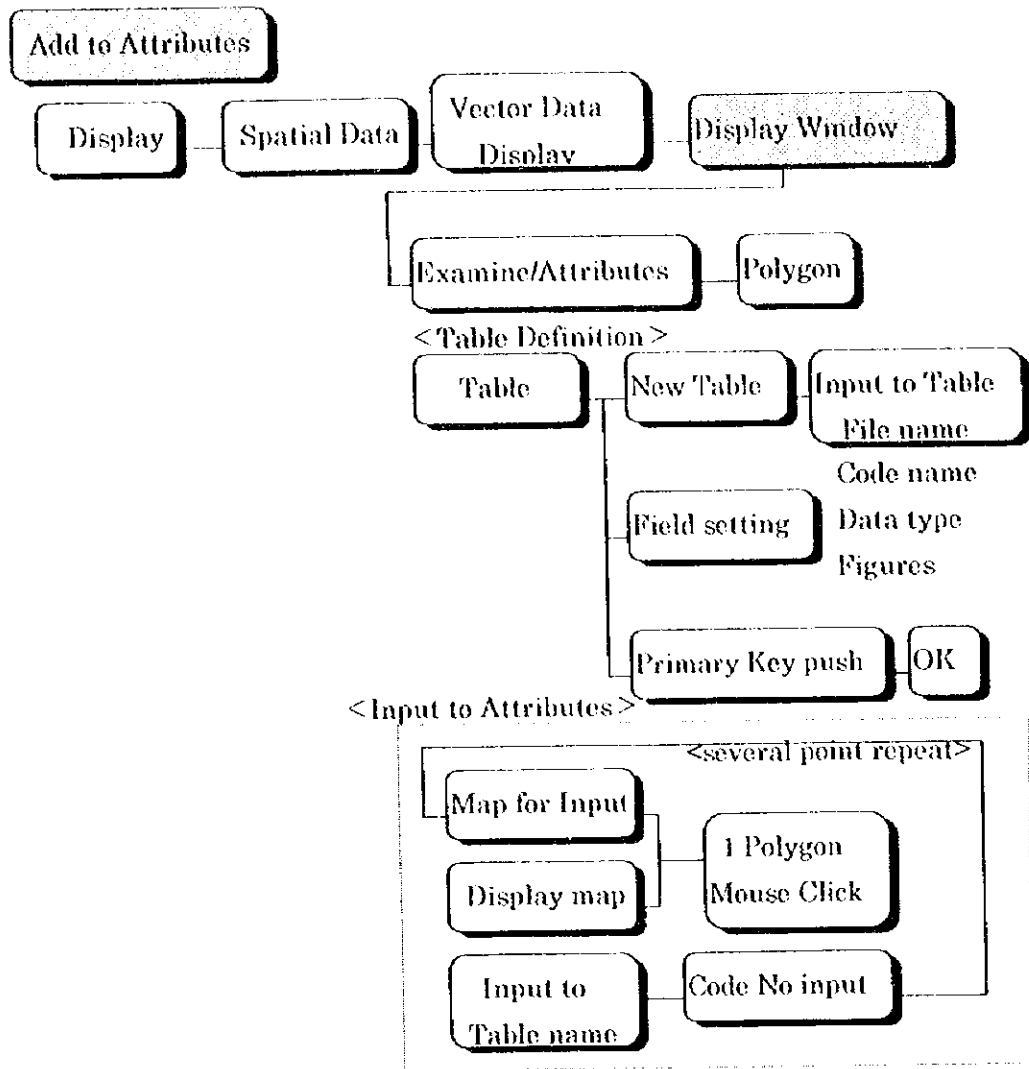 Add to Attributes
Display
Spatial Data
Vector Data
Display
Display Window
Examine/Attributes
Polygon
<Table Definition>
Table
New Table
Input to Table
File name
Code name
Data type
Figures
Field setting
Primary Key push
OK
<Input to Attributes>
<several point repeat>
Map for Input
1 Polygon
Mouse Click
Display map
Input to
Table name
Code No input